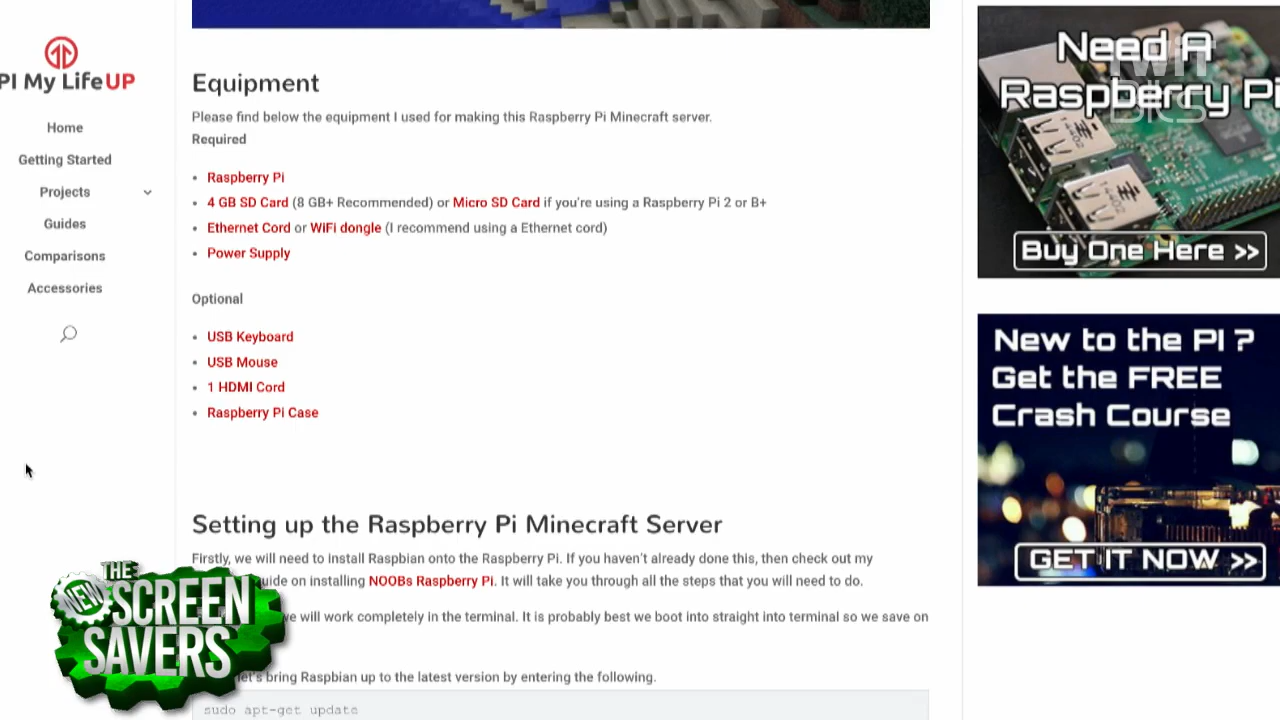 PI My LifeUP
Home
Getting Started
Projects
Guides
Comparisons
Accessories
Equipment
Please find below the equipment I used for making this Raspberry Pi Minecraft server.
Required
Raspberry Pi
4 GB SD Card (8 GB+ Recommended) or Micro SD Card if you're using a Raspberry Pi 2 or B+
Ethernet Cord or WiFi dongle (I recommend using a Ethernet cord)
Power Supply
Optional
USB Keyboard
USB Mouse
1 HDMI Cord
Raspberry Pi Case
Setting up the Raspberry Pi Minecraft Server
Firstly, we will need to install Raspbian onto the Raspberry Pi. If you haven't already done this, then check out my
guide on installing NOOBs Raspberry Pi. It will take you through all the steps that you will need to do.
we will work completely in the terminal. It is probably best we boot into straight into terminal so we save on
let's bring Raspbian up to the latest version by entering the following.
sudo apt-get update
Need A
Raspberry Pi
Buy One Here >>
New to the PI ?
Get the FREE
Crash Course
GET IT NOW >>
twit
Bits
THE
NEW
SCREEN
SAVERS